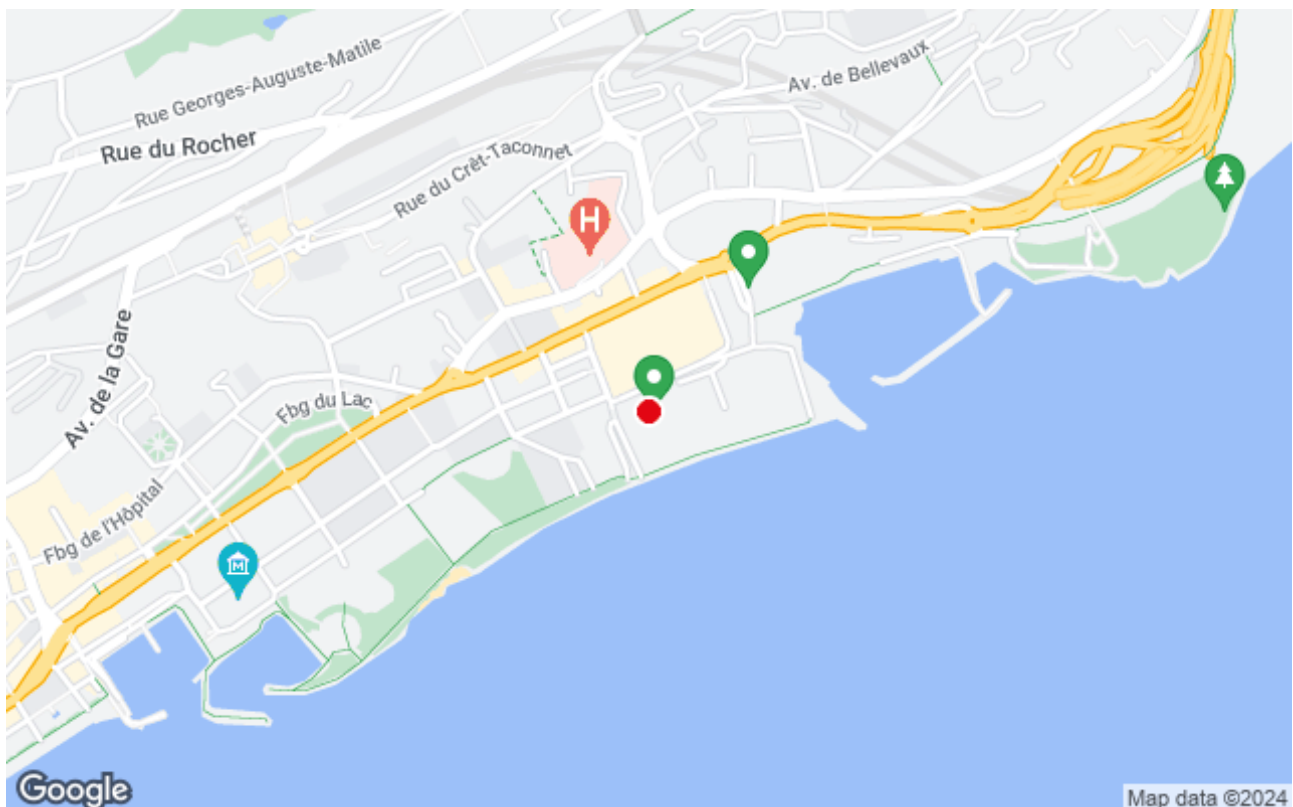 Av. de Bellevaux
Rue Georges-Auguste-Matile
Rue du Rocher
Rue du Crêt-Taconnet
H
Av. de la Gare
Fbg du Lac
Fbg de l'Hôpital
M
Google
Map data ©2024